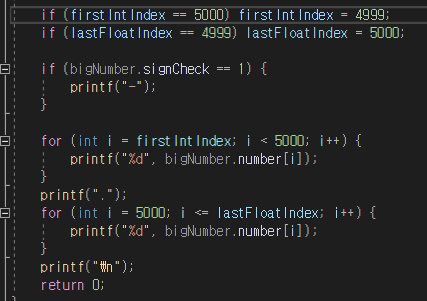 if (firstIntIndex == 5000) firstIntIndex = 4999;
if (lastFloatIndex == 4999) lastFloatIndex = 5000;
if (bigNumber.signCheck == 1) {
printf("-");
}
for (int i = firstIntIndex; i < 5000; i++) {
printf("%d", bigNumber.number[i]);
}
printf(".");
for (int i = 5000; i <= lastFloatIndex; i++) {
printf("%d", bigNumber.number[i]);
}
printf("₩n");
return 0;